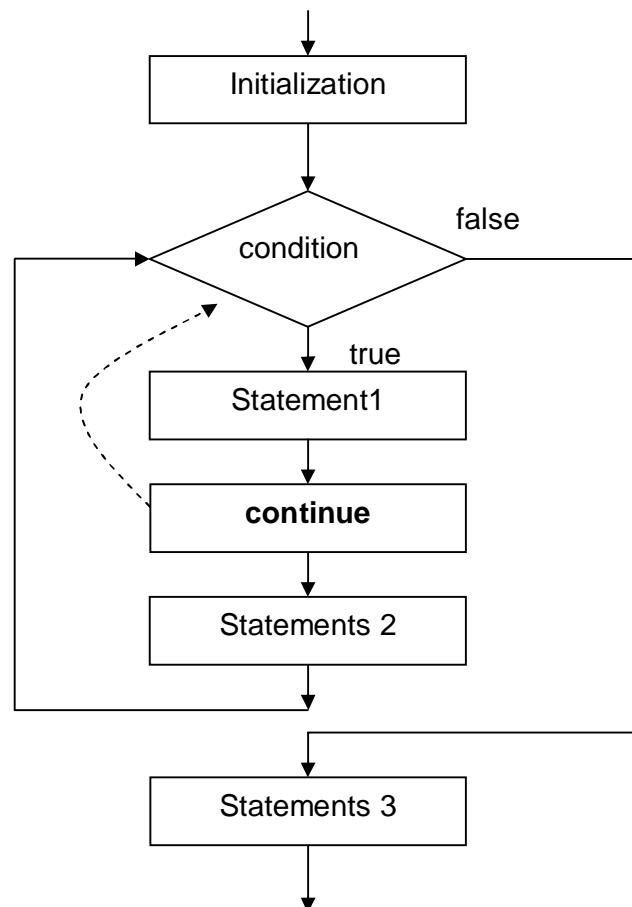 Initialization
false
condition
true
Statement1
continue
Statements 2
Statements 3